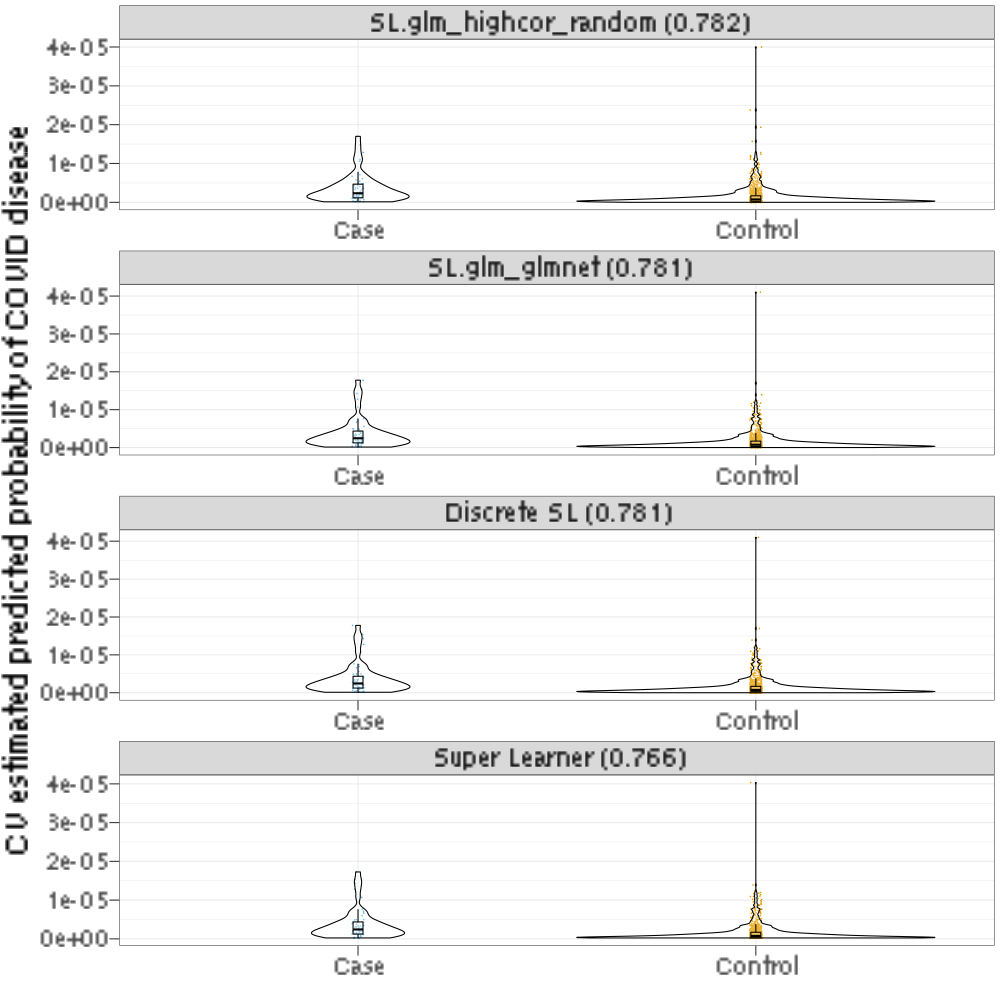 CV estimated predicted probability of COVID disease
SL.glm_highcor_random (0.782)
4e-05
3e-05
2e-05
1e-05
0e+00
Case Control
SL.glm_glmnet (0.781)
4e-05
3e-05
2e-05
1e-05
0e+00
Case Control
Discrete SL (0.781)
4e-05
3e-05
2e-05
1e-05
0e+00
Case Control
Super Learner (0.766)
4e-05
3e-05
2e-05
1e-05
0e+00
Case Control